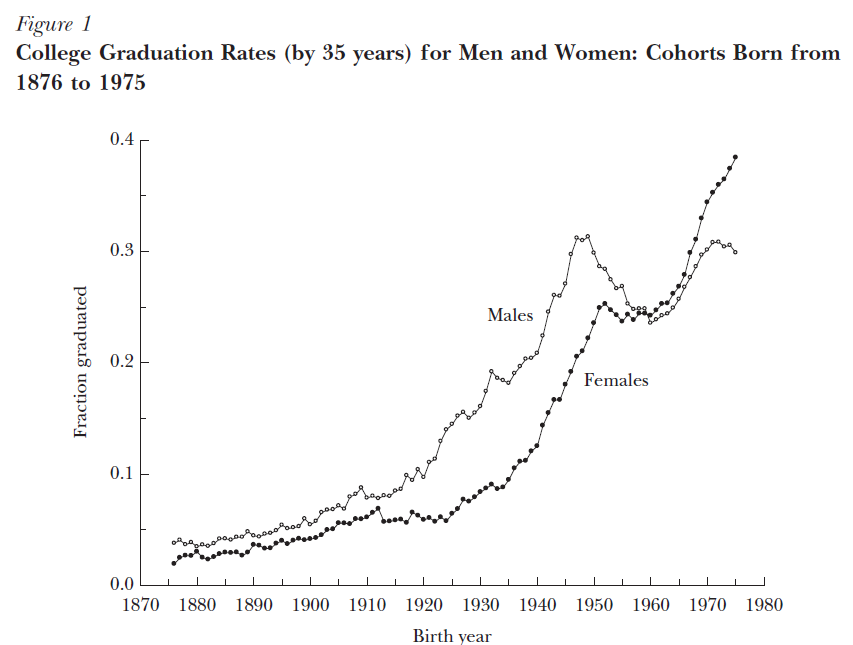 Figure 1
College Graduation Rates (by 35 years) for Men and Women: Cohorts Born from
1876 to 1975
0.4
0.3
Males
Fraction graduated
0.2
Females
0.1
0.0
1870 1880 1890 1900 1910 1920 1930 1940 1950 1960 1970 1980
Birth year